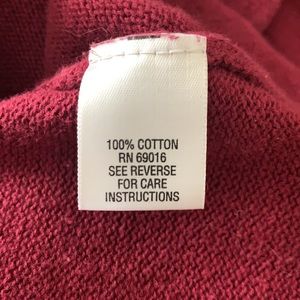 100% COTTON
RN 69016
SEE REVERSE
FOR CARE
INSTRUCTIONS